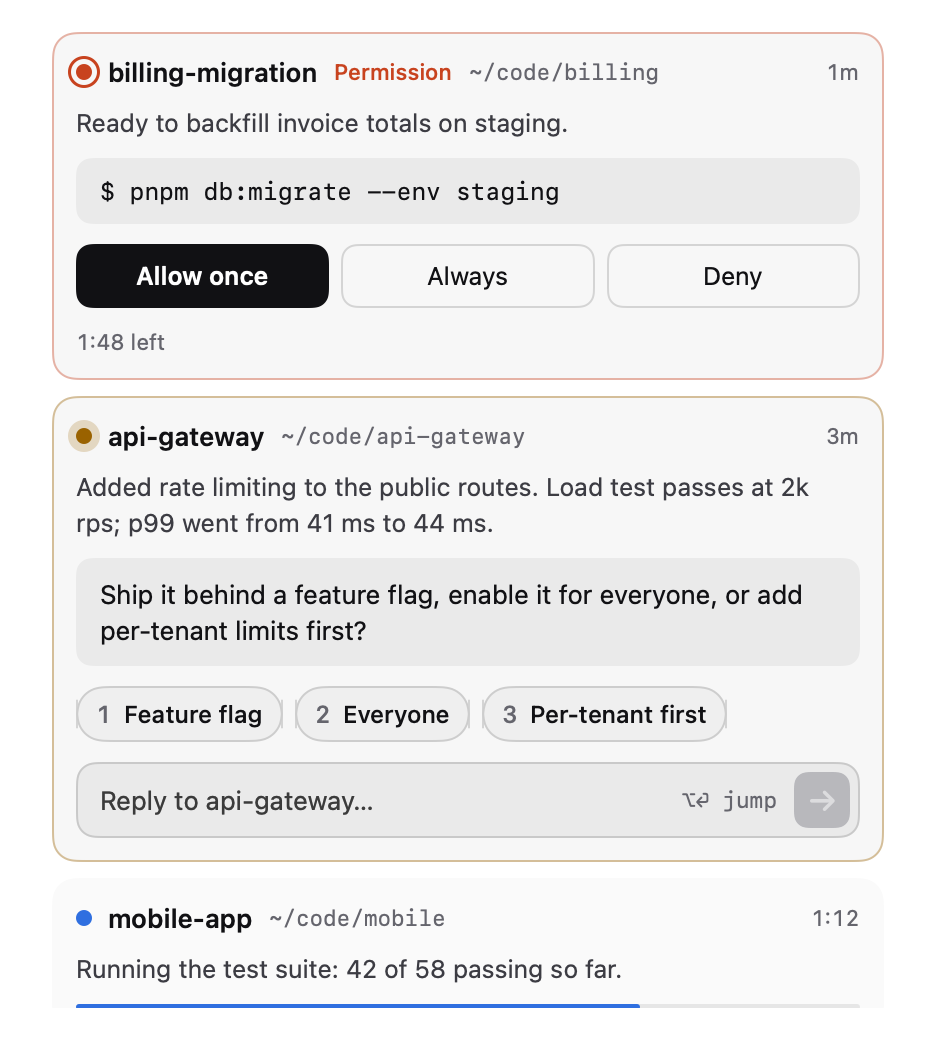 billing-migration Permission ~/code/billing 1m
Ready to backfill invoice totals on staging.
$ pnpm db:migrate --env staging
Allow once Always Deny
1:48 left
api-gateway ~/code/api-gateway 3m
Added rate limiting to the public routes. Load test passes at 2k
rps; p99 went from 41 ms to 44 ms.
Ship it behind a feature flag, enable it for everyone, or add
per-tenant limits first?
1 Feature flag 2 Everyone 3 Per-tenant first
Reply to api-gateway... ⌥⏎ jump
mobile-app ~/code/mobile 1:12
Running the test suite: 42 of 58 passing so far.